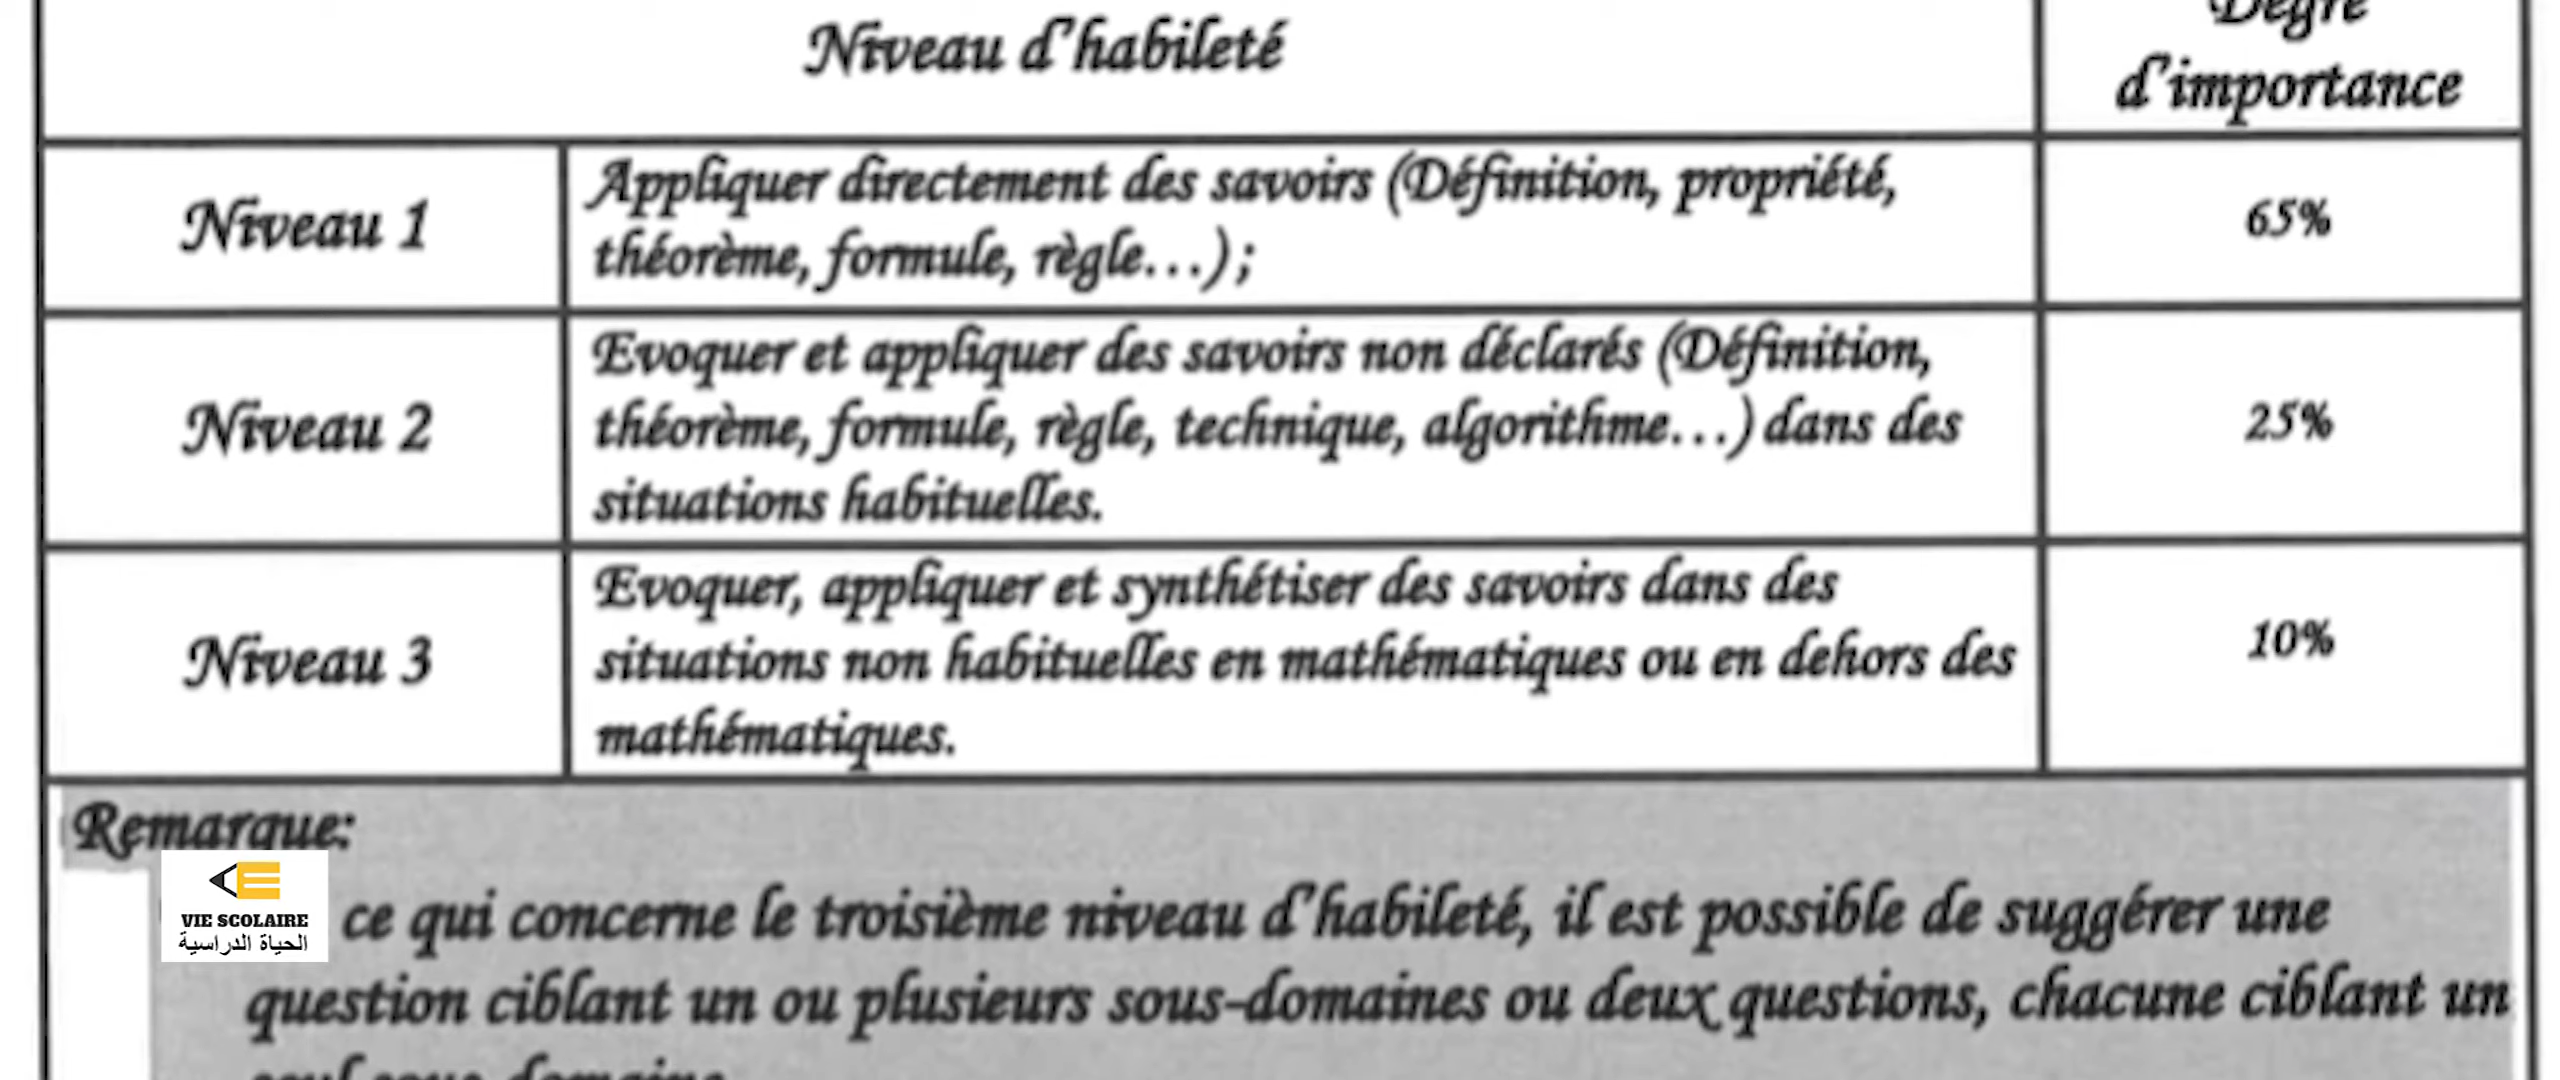 Niveau d'habileté
Degré
d'importance
Niveau 1
Appliquer directement des savoirs (Définition, propriété,
théorème, formule, règle…) ;
65%
Niveau 2
Evoquer et appliquer des savoirs non déclarés (Définition,
théorème, formule, règle, technique, algorithme…) dans des
situations habituelles.
25%
Niveau 3
Evoquer, appliquer et synthétiser des savoirs dans des
situations non habituelles en mathématiques ou en dehors des
mathématiques.
10%
Remarque:
ce qui concerne le troisième niveau d'habileté, il est possible de suggérer une
question ciblant un ou plusieurs sous-domaines ou deux questions, chacune ciblant un
seul sous-domaine
VIE SCOLAIRE
الحياة الدراسية